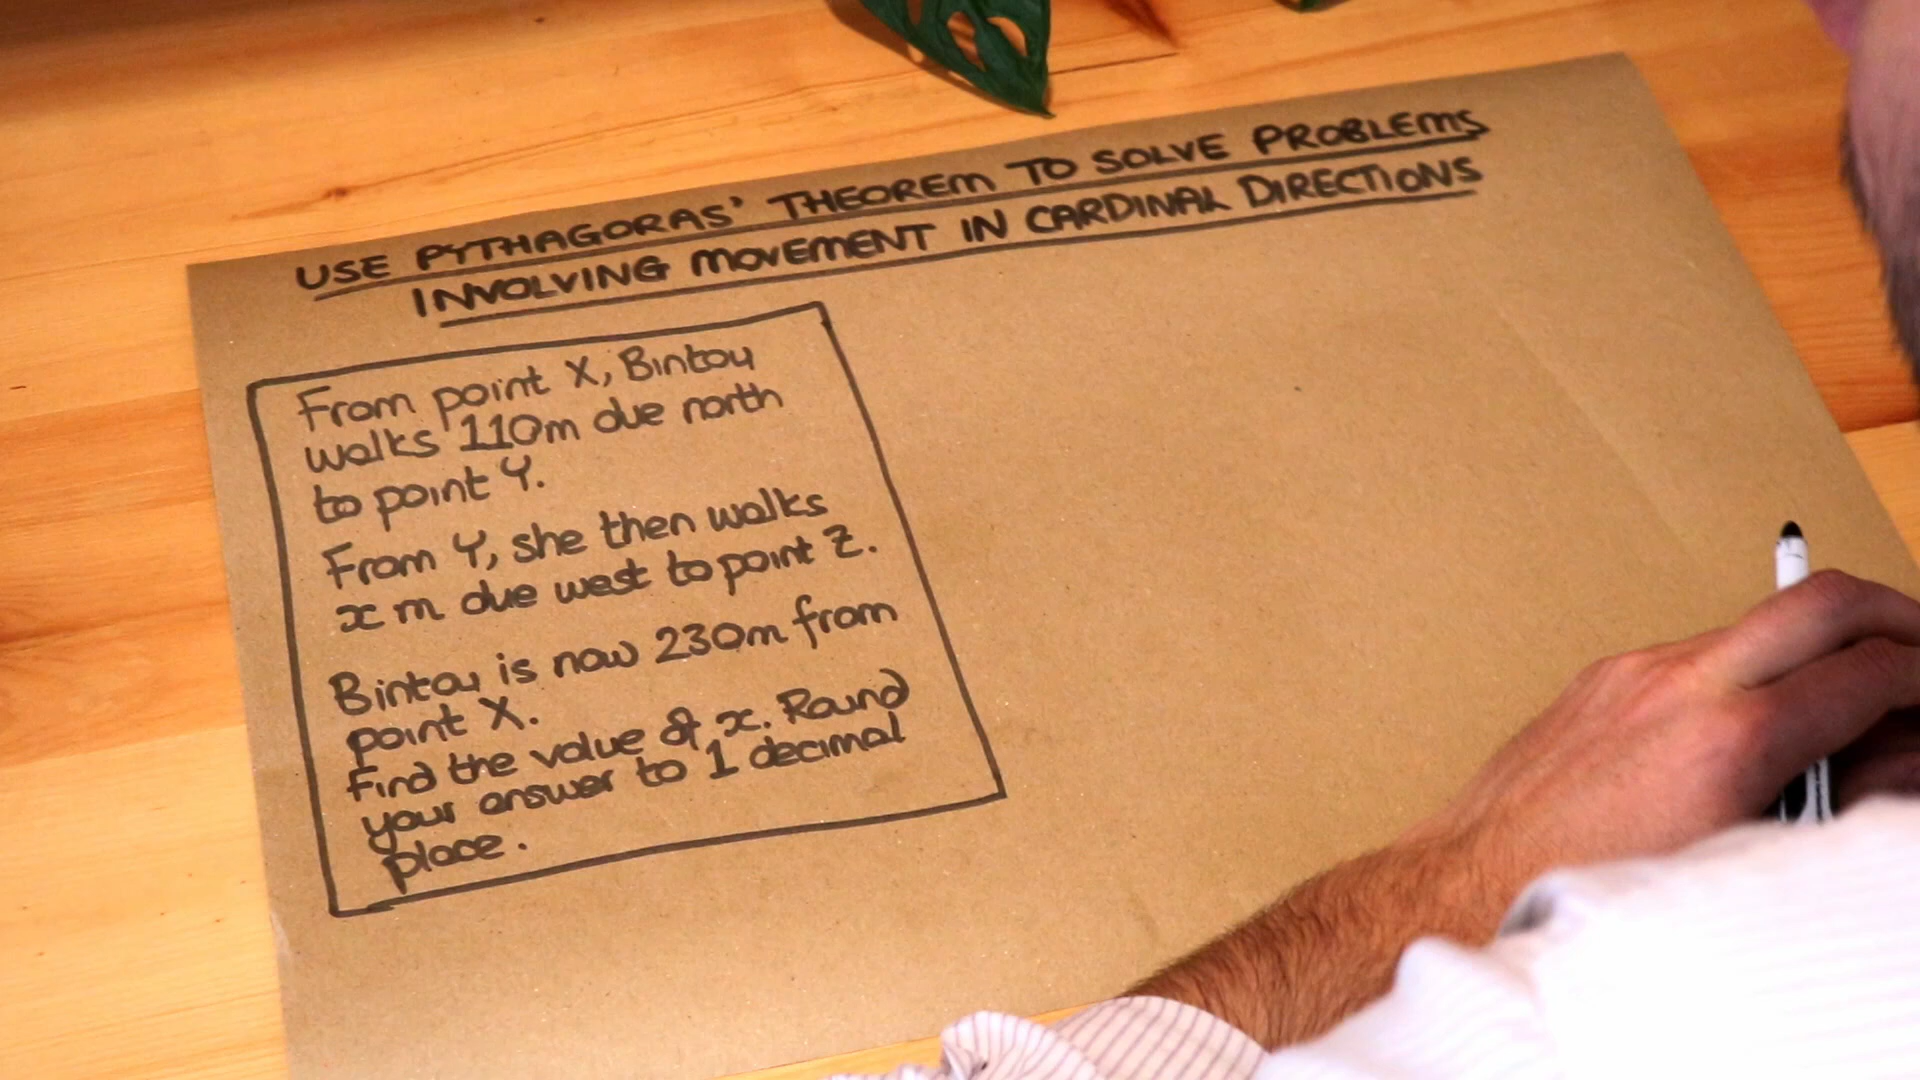 USE PYTHAGORAS' THEOREM TO SOLVE PROBLEMS
INVOLVING MOVEMENT IN CARDINAL DIRECTIONS
From point X, Bintou
walks 110m due north
to point Y.
From Y, she then walks
x m due west to point Z.
Bintou is now 230m from
point X.
Find the value of x. Round
your answer to 1 decimal
place.